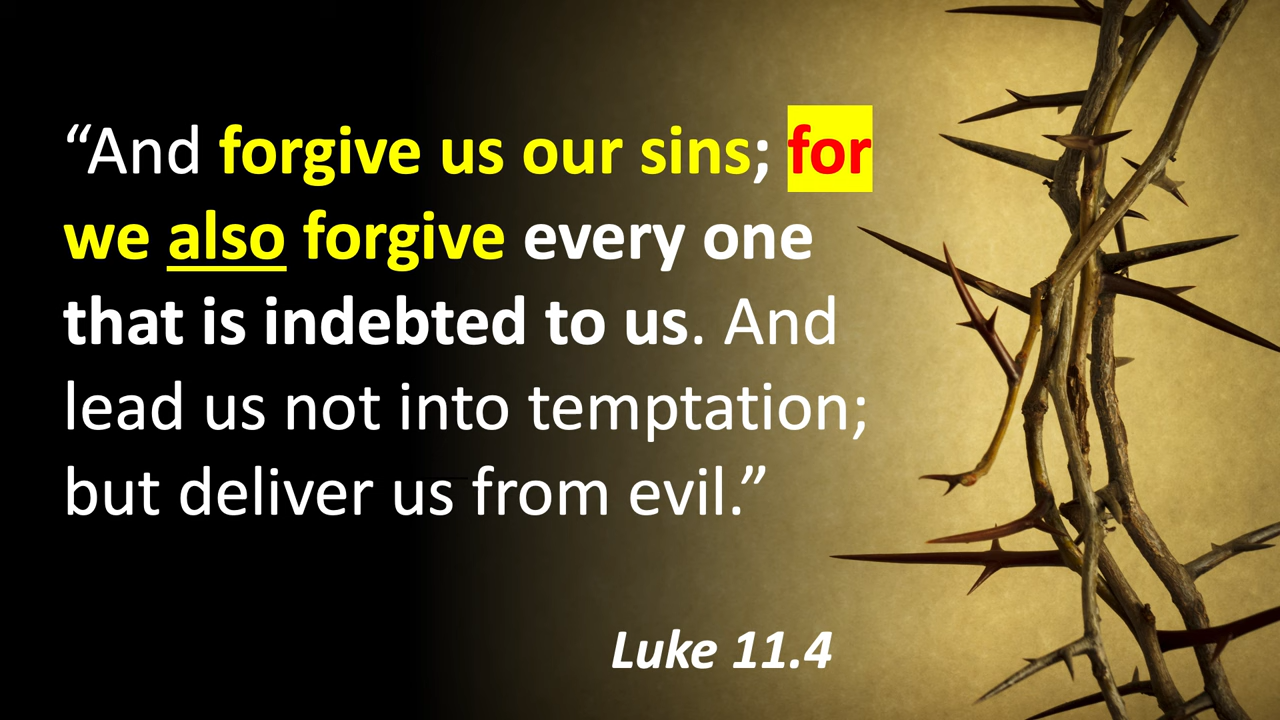 “And forgive us our sins; for
we also forgive every one
that is indebted to us. And
lead us not into temptation;
but deliver us from evil.”
Luke 11.4